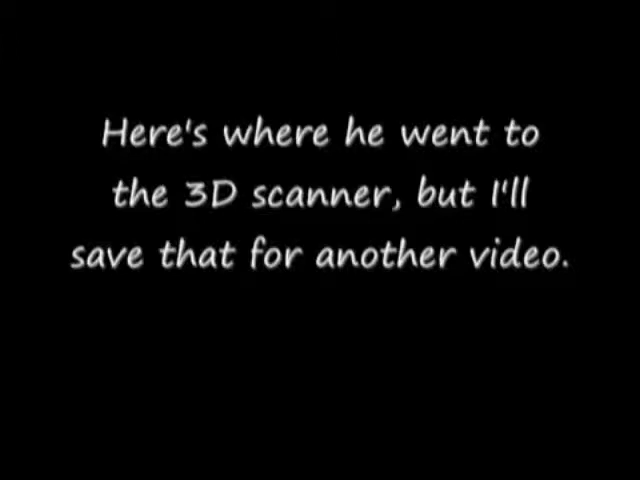 Here's where he went to
the 3D scanner, but I'll
save that for another video.